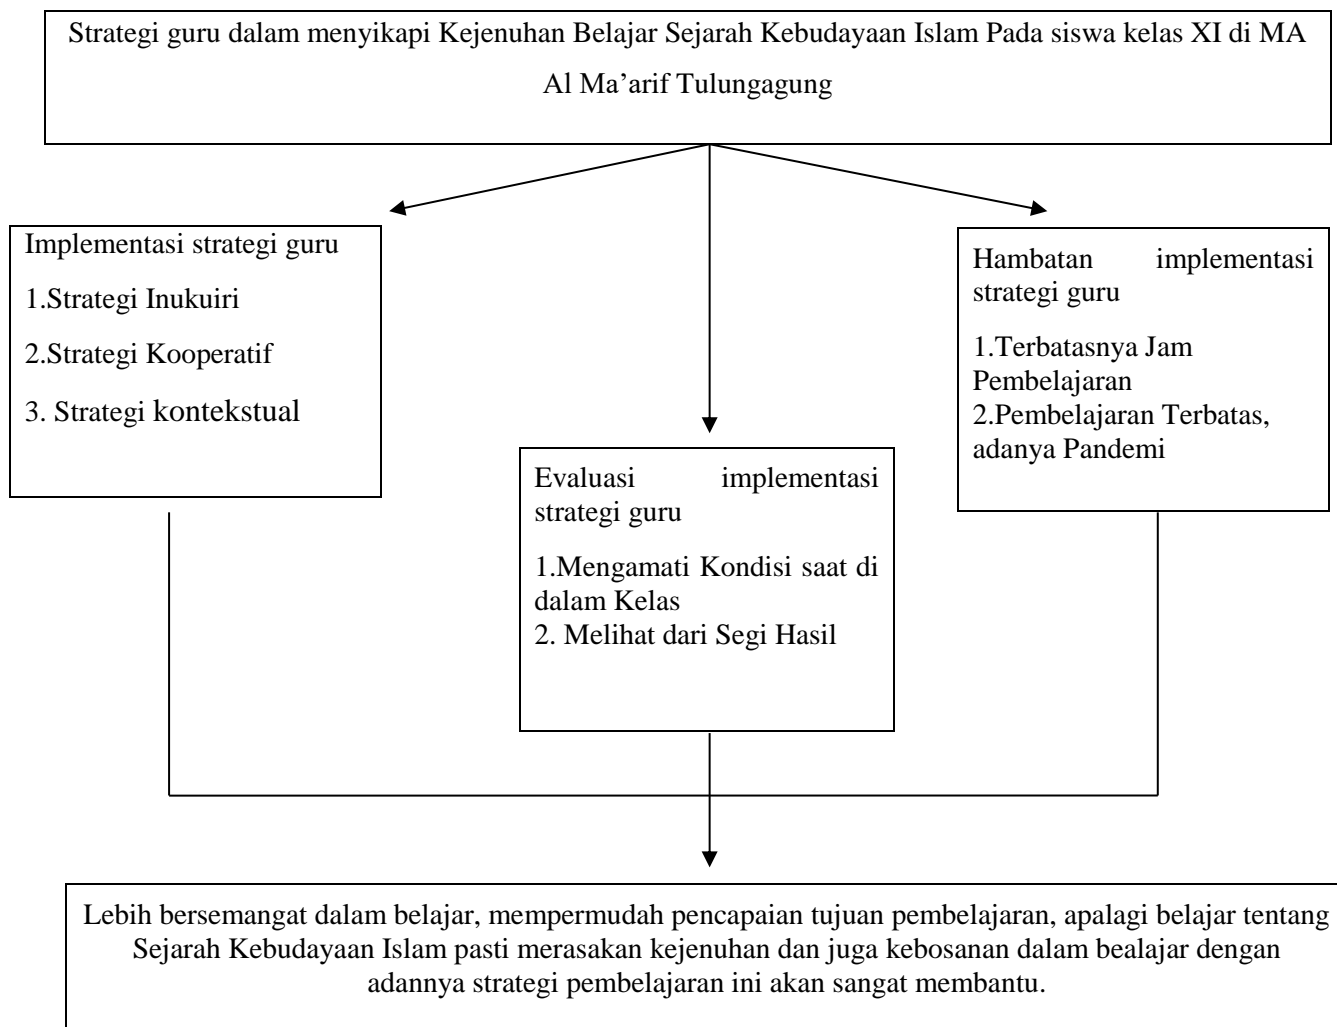 Strategi guru dalam menyikapi Kejenuhan Belajar Sejarah Kebudayaan Islam Pada siswa kelas XI di MA
Al Ma’arif Tulungagung
Implementasi strategi guru
1.Strategi Inukuiri
2.Strategi Kooperatif
3. Strategi kontekstual
Evaluasi implementasi
strategi guru
1.Mengamati Kondisi saat di
dalam Kelas
2. Melihat dari Segi Hasil
Hambatan implementasi
strategi guru
1.Terbatasnya Jam
Pembelajaran
2.Pembelajaran Terbatas,
adanya Pandemi
Lebih bersemangat dalam belajar, mempermudah pencapaian tujuan pembelajaran, apalagi belajar tentang
Sejarah Kebudayaan Islam pasti merasakan kejenuhan dan juga kebosanan dalam bealajar dengan
adannya strategi pembelajaran ini akan sangat membantu.